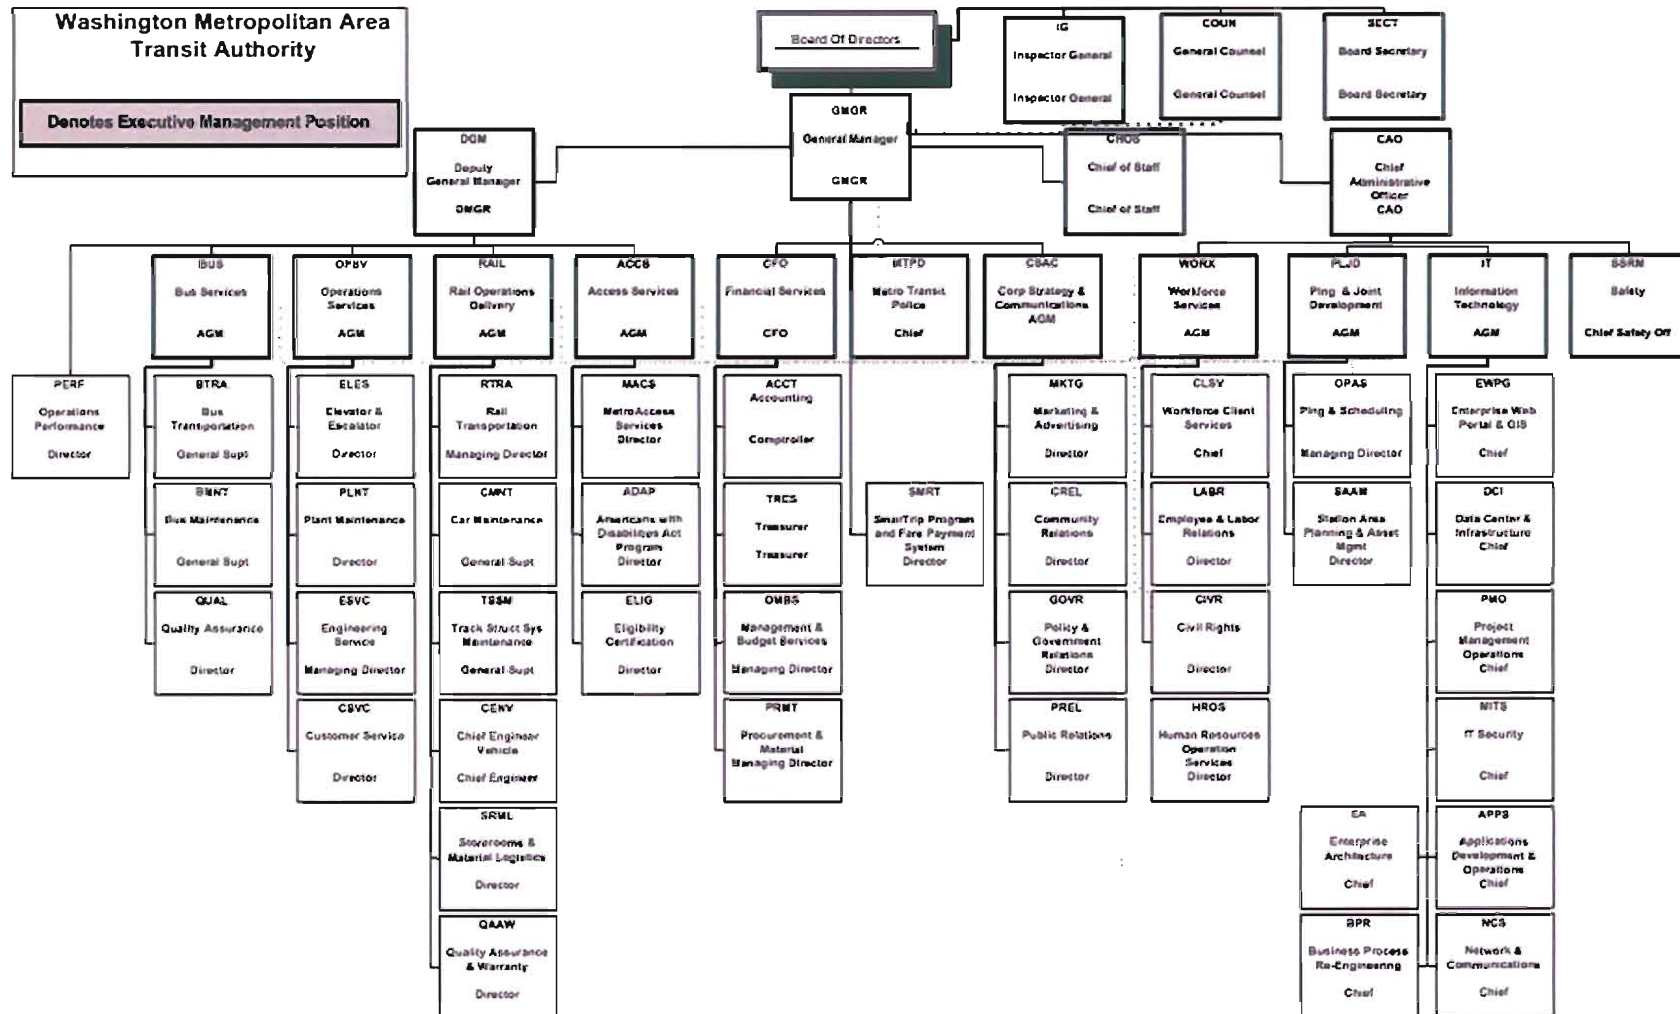 Washington Metropolitan Area
Transit Authority
Denotes Executive Management Position
Board Of Directors
IG
Inspector General
Inspector General
COUN
General Counsel
General Counsel
SECT
Board Secretary
Board Secretary
GMGR
General Manager
GMGR
DGM
Deputy
General Manager
DMGR
CHOS
Chief of Staff
Chief of Staff
CAO
Chief
Administrative
Officer
CAO
BUS
Bus Services
AGM
OPSV
Operations
Services
AGM
RAIL
Rail Operations
Delivery
AGM
ACCS
Access Services
AGM
CFO
Financial Services
CFO
MTPD
Metro Transit
Police
Chief
CSAC
Corp Strategy &
Communications
AGM
WORX
Workforce
Services
AGM
PLJD
Plng & Joint
Development
AGM
IT
Information
Technology
AGM
SSRM
Safety
Chief Safety Off
PERF
Operations
Performance
Director
BTRA
Bus
Transportation
General Supt
ELES
Elevator &
Escalator
Director
RTRA
Rail
Transportation
Managing Director
MACS
MetroAccess
Services
Director
ACCT
Accounting
Comptroller
MKTG
Marketing &
Advertising
Director
CLSV
Workforce Client
Services
Chief
OPAS
Plng & Scheduling
Managing Director
EWPG
Enterprise Web
Portal & GIS
Chief
BMNT
Bus Maintenance
General Supt
PLNT
Plant Maintenance
Director
CMNT
Car Maintenance
General Supt
ADAP
Americans with
Disabilities Act
Program
Director
TRES
Treasurer
Treasurer
SMRT
SmarTrip Program
and Fare Payment
System
Director
CREL
Community
Relations
Director
LABR
Employee & Labor
Relations
Director
SAAM
Station Area
Planning & Asset
Mgmt
Director
DCI
Data Center &
Infrastructure
Chief
QUAL
Quality Assurance
Director
ESVC
Engineering
Service
Managing Director
TSSM
Track Struct Sys
Maintenance
General Supt
ELIG
Eligibility
Certification
Director
OMBS
Management &
Budget Services
Managing Director
GOVR
Policy &
Government
Relations
Director
CIVR
Civil Rights
Director
PMO
Project
Management
Operations
Chief
CSVC
Customer Service
Director
CENV
Chief Engineer
Vehicle
Chief Engineer
PRMT
Procurement &
Material
Managing Director
PREL
Public Relations
Director
HROS
Human Resources
Operation
Services
Director
MITS
IT Security
Chief
SRML
Storerooms &
Material Logistics
Director
EA
Enterprise
Architecture
Chief
APPS
Applications
Development &
Operations
Chief
QAAW
Quality Assurance
& Warranty
Director
BPR
Business Process
Re-Engineering
Chief
NCS
Network &
Communications
Chief